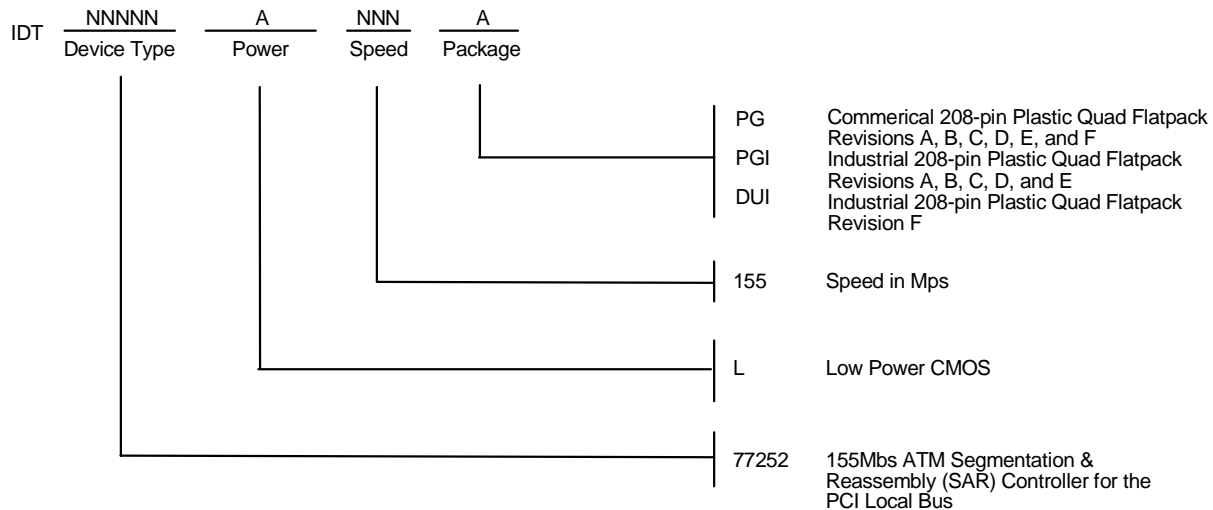 IDT NNNNN A NNN A
Device Type Power Speed Package
PG Commerical 208-pin Plastic Quad Flatpack
Revisions A, B, C, D, E, and F
PGI Industrial 208-pin Plastic Quad Flatpack
Revisions A, B, C, D, and E
DUI Industrial 208-pin Plastic Quad Flatpack
Revision F
155 Speed in Mps
L Low Power CMOS
77252 155Mbs ATM Segmentation &
Reassembly (SAR) Controller for the
PCI Local Bus